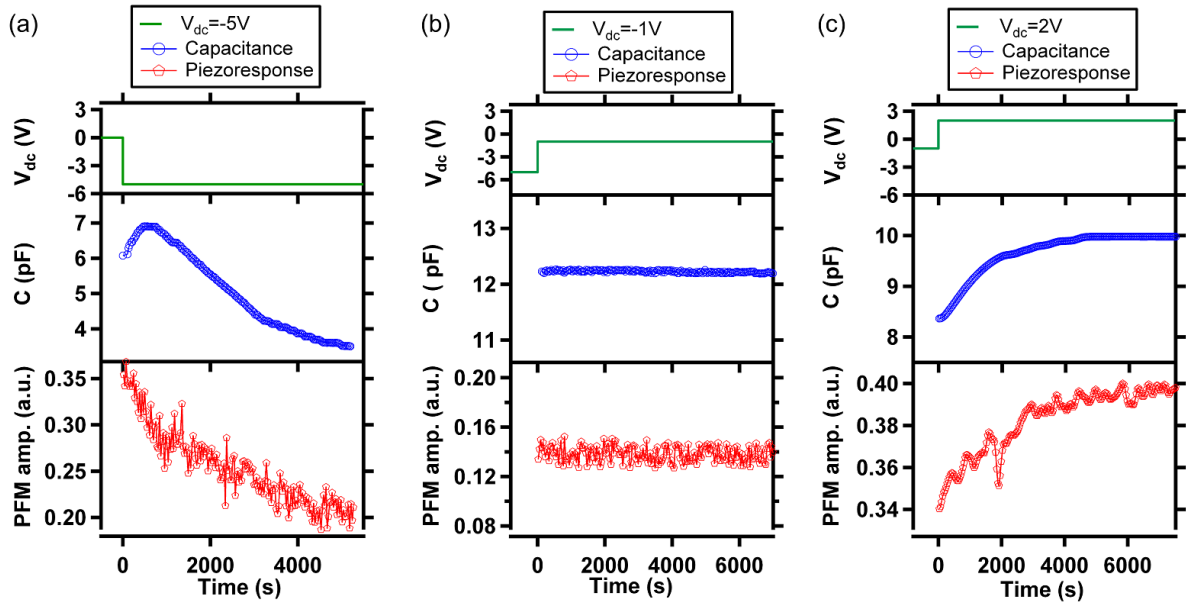 (a)
V_dc=-5V
Capacitance
Piezoresponse
3
0
-3
-6
V_dc (V)
7
6
5
4
C (pF)
0.35
0.30
0.25
0.20
PFM amp. (a.u.)
0 2000 4000
Time (s)
(b)
V_dc=-1V
Capacitance
Piezoresponse
3
0
-3
-6
V_dc (V)
13
12
11
C (pF)
0.20
0.16
0.12
0.08
PFM amp. (a.u.)
0 2000 4000 6000
Time (s)
(c)
V_dc=2V
Capacitance
Piezoresponse
3
0
-3
-6
V_dc (V)
10
9
8
C (pF)
0.40
0.38
0.36
0.34
PFM amp. (a.u.)
0 2000 4000 6000
Time (s)